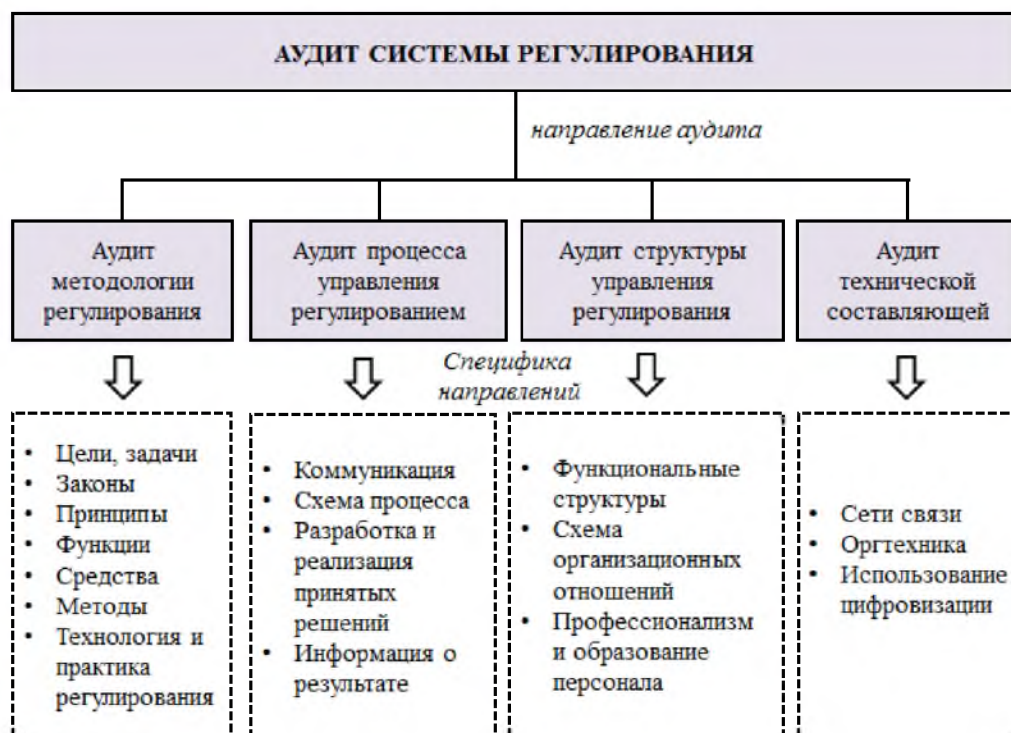 АУДИТ СИСТЕМЫ РЕГУЛИРОВАНИЯ
направление аудита
Аудит
методологии
регулирования
Аудит процесса
управления
регулированием
Аудит структуры
управления
регулирования
Аудит
технической
составляющей
Специфика
направлений
• Цели, задачи
• Законы
• Принципы
• Функции
• Средства
• Методы
• Технология и
практика
регулирования
• Коммуникация
• Схема процесса
• Разработка и
реализация
принятых
решений
• Информация о
результате
• Функциональные
структуры
• Схема
организационных
отношений
• Профессионализм
и образование
персонала
• Сети связи
• Оргтехника
• Использование
цифровизации